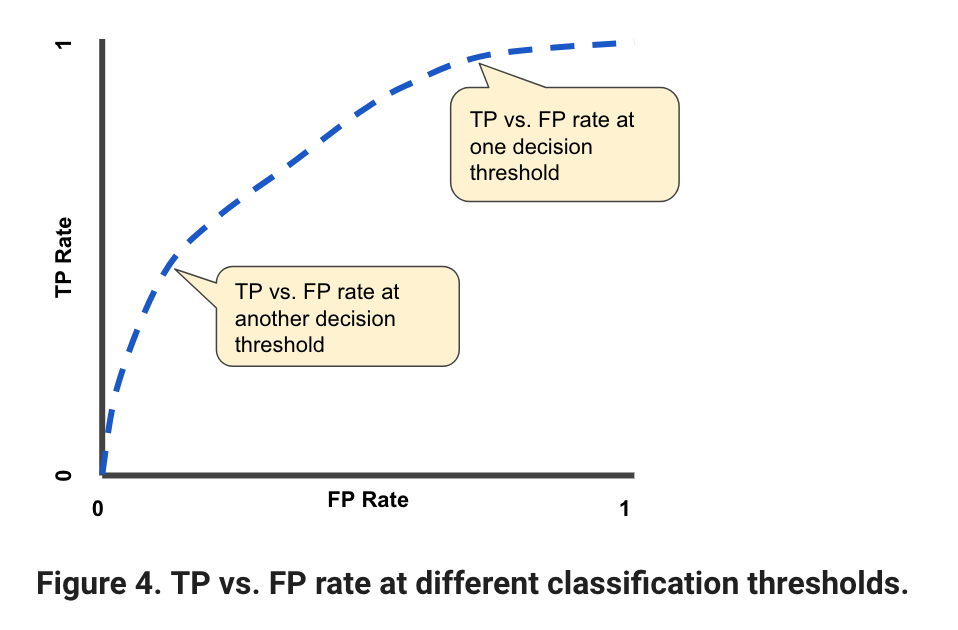 1
TP vs. FP rate at
one decision
threshold
TP Rate
TP vs. FP rate at
another decision
threshold
0
0
FP Rate
1
Figure 4. TP vs. FP rate at different classification thresholds.